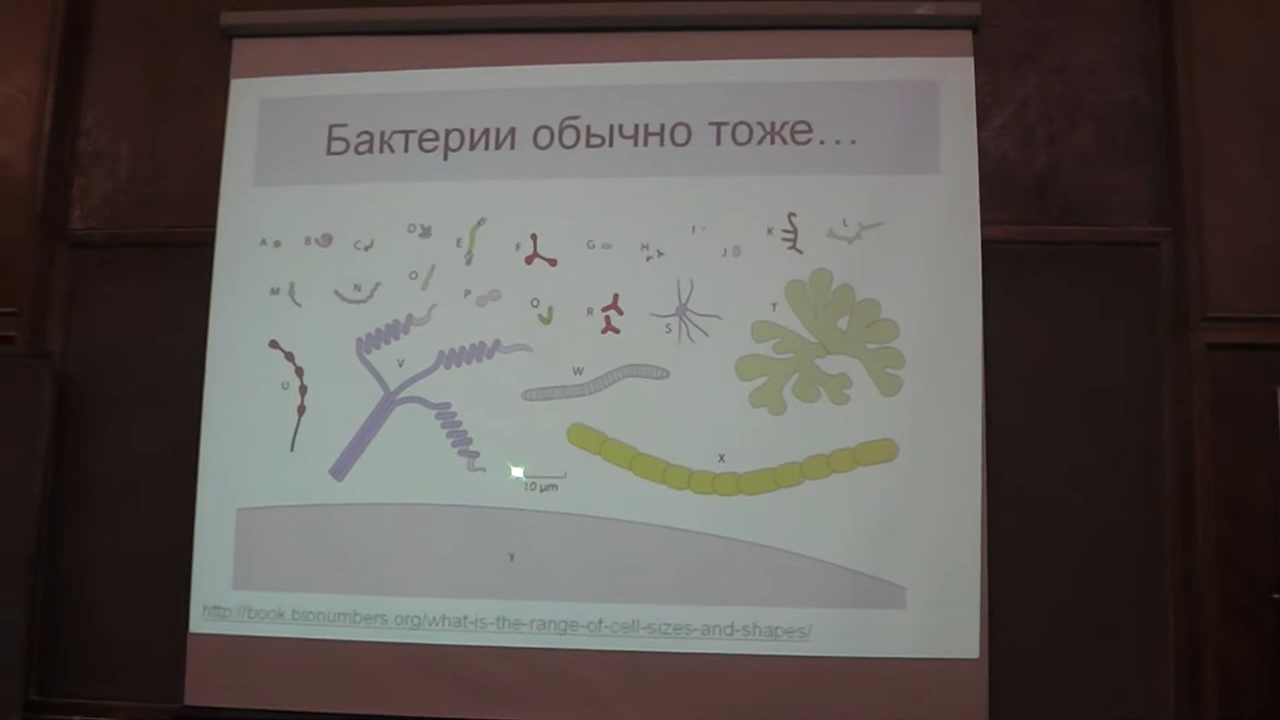 Бактерии обычно тоже...
A B C D E F G H I J K L
M N O P Q R S T
U V W X
10 μm
Y
http://book.bionumbers.org/what-is-the-range-of-cell-sizes-and-shapes/